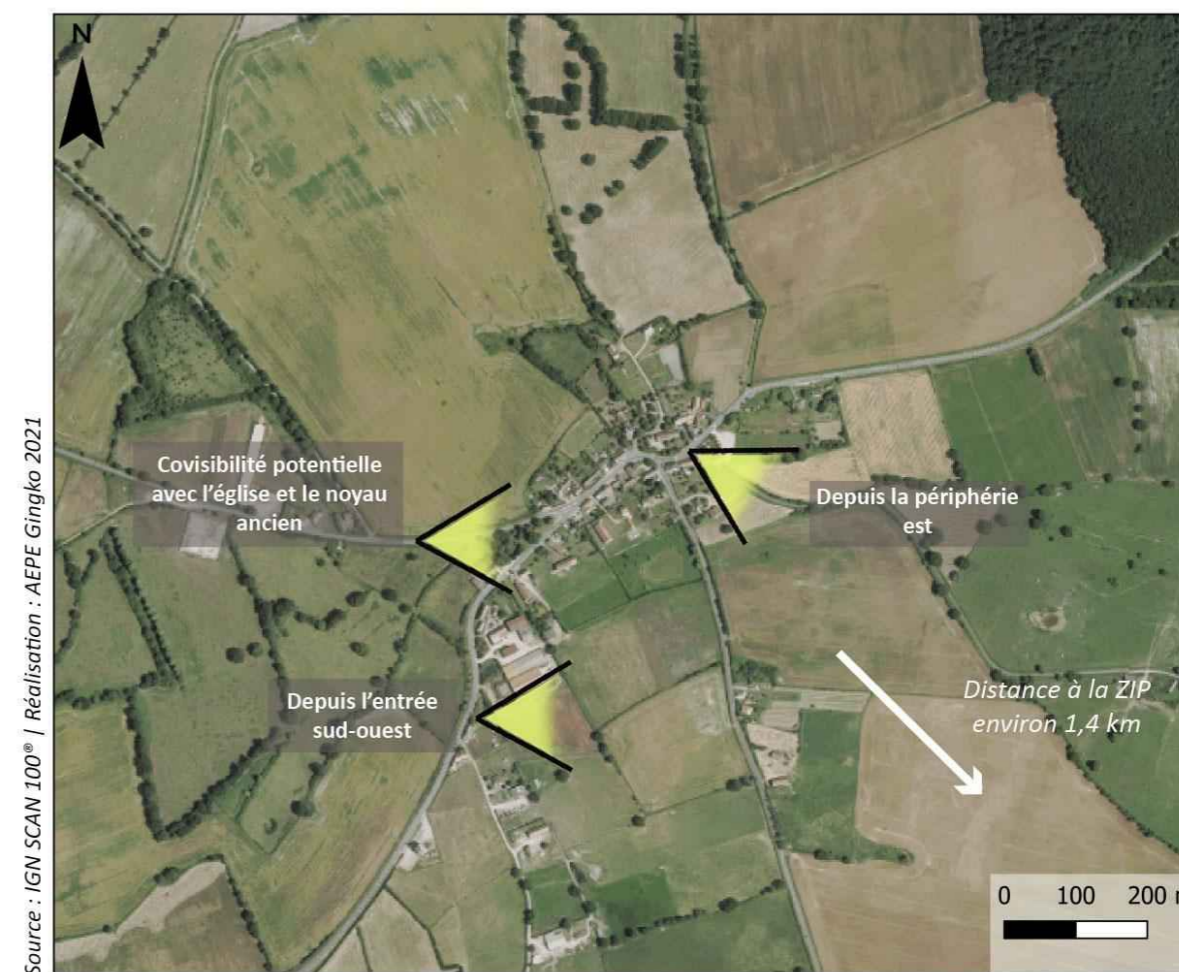 N
Covisibilité potentielle
avec l'église et le noyau
ancien
Depuis la périphérie
est
Depuis l'entrée
sud-ouest
Distance à la ZIP
environ 1,4 km
0 100 200 m
Source : IGN SCAN 100® | Réalisation : AEPE Gingko 2021